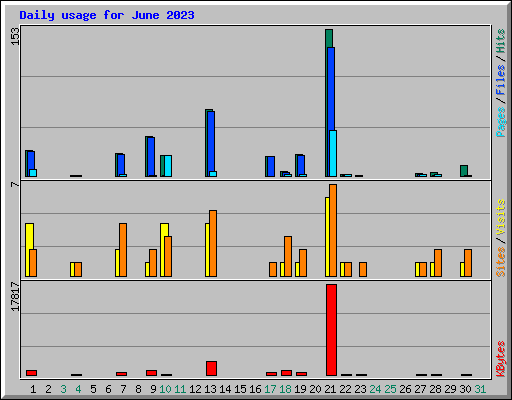 Daily usage for June 2023
153
Pages/Files/Hits
7
Sites/Visits
17817
KBytes
1 2 3 4 5 6 7 8 9 10 11 12 13 14 15 16 17 18 19 20 21 22 23 24 25 26 27 28 29 30 31